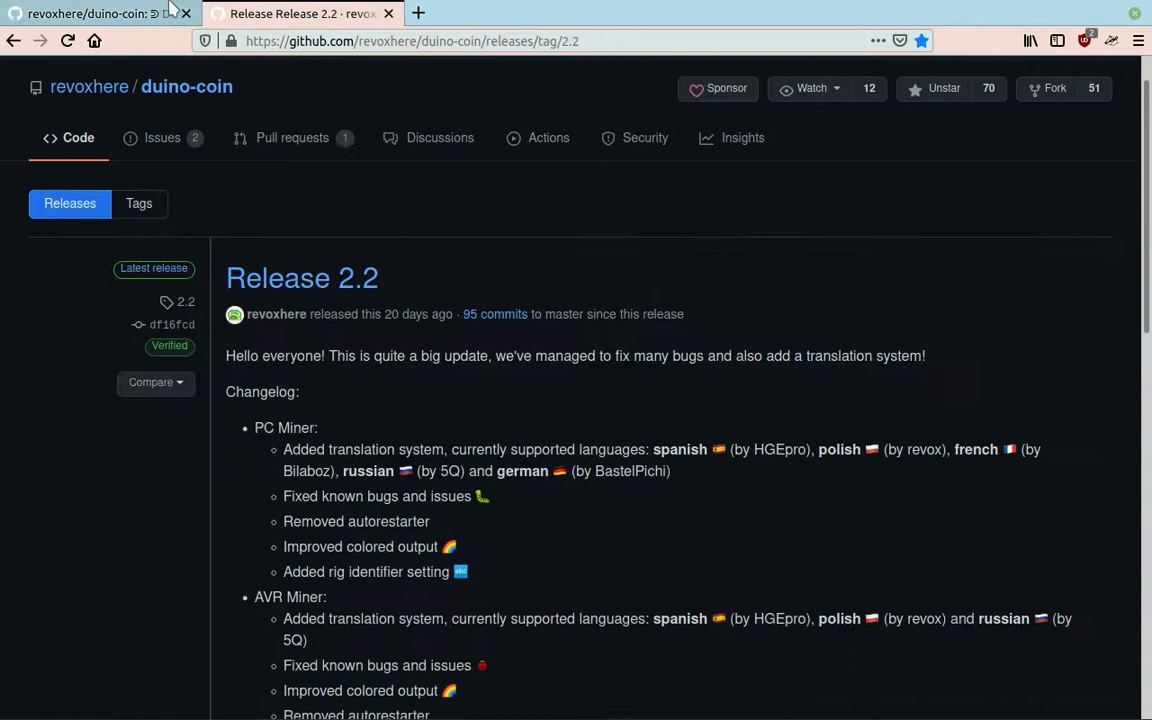 revoxhere/duino-coin:
Release Release 2.2 · revox
https://github.com/revoxhere/duino-coin/releases/tag/2.2
2
revoxhere / duino-coin
Sponsor
Watch 12
Unstar 70
Fork 51
Code
Issues 2
Pull requests 1
Discussions
Actions
Security
Insights
Releases
Tags
Latest release
2.2
df16fcd
Verified
Compare
Release 2.2
revoxhere released this 20 days ago · 95 commits to master since this release
Hello everyone! This is quite a big update, we've managed to fix many bugs and also add a translation system!
Changelog:
• PC Miner:
◦ Added translation system, currently supported languages: spanish 🇪🇸 (by HGEpro), polish 🇵🇱 (by revox), french 🇫🇷 (by
Bilaboz), russian 🇷🇺 (by 5Q) and german 🇩🇪 (by BastelPichi)
◦ Fixed known bugs and issues 🐛
◦ Removed autorestarter
◦ Improved colored output 🌈
◦ Added rig identifier setting 🔤
• AVR Miner:
◦ Added translation system, currently supported languages: spanish 🇪🇸 (by HGEpro), polish 🇵🇱 (by revox) and russian 🇷🇺 (by
5Q)
◦ Fixed known bugs and issues 🐞
◦ Improved colored output 🌈
◦ Removed autorestarter